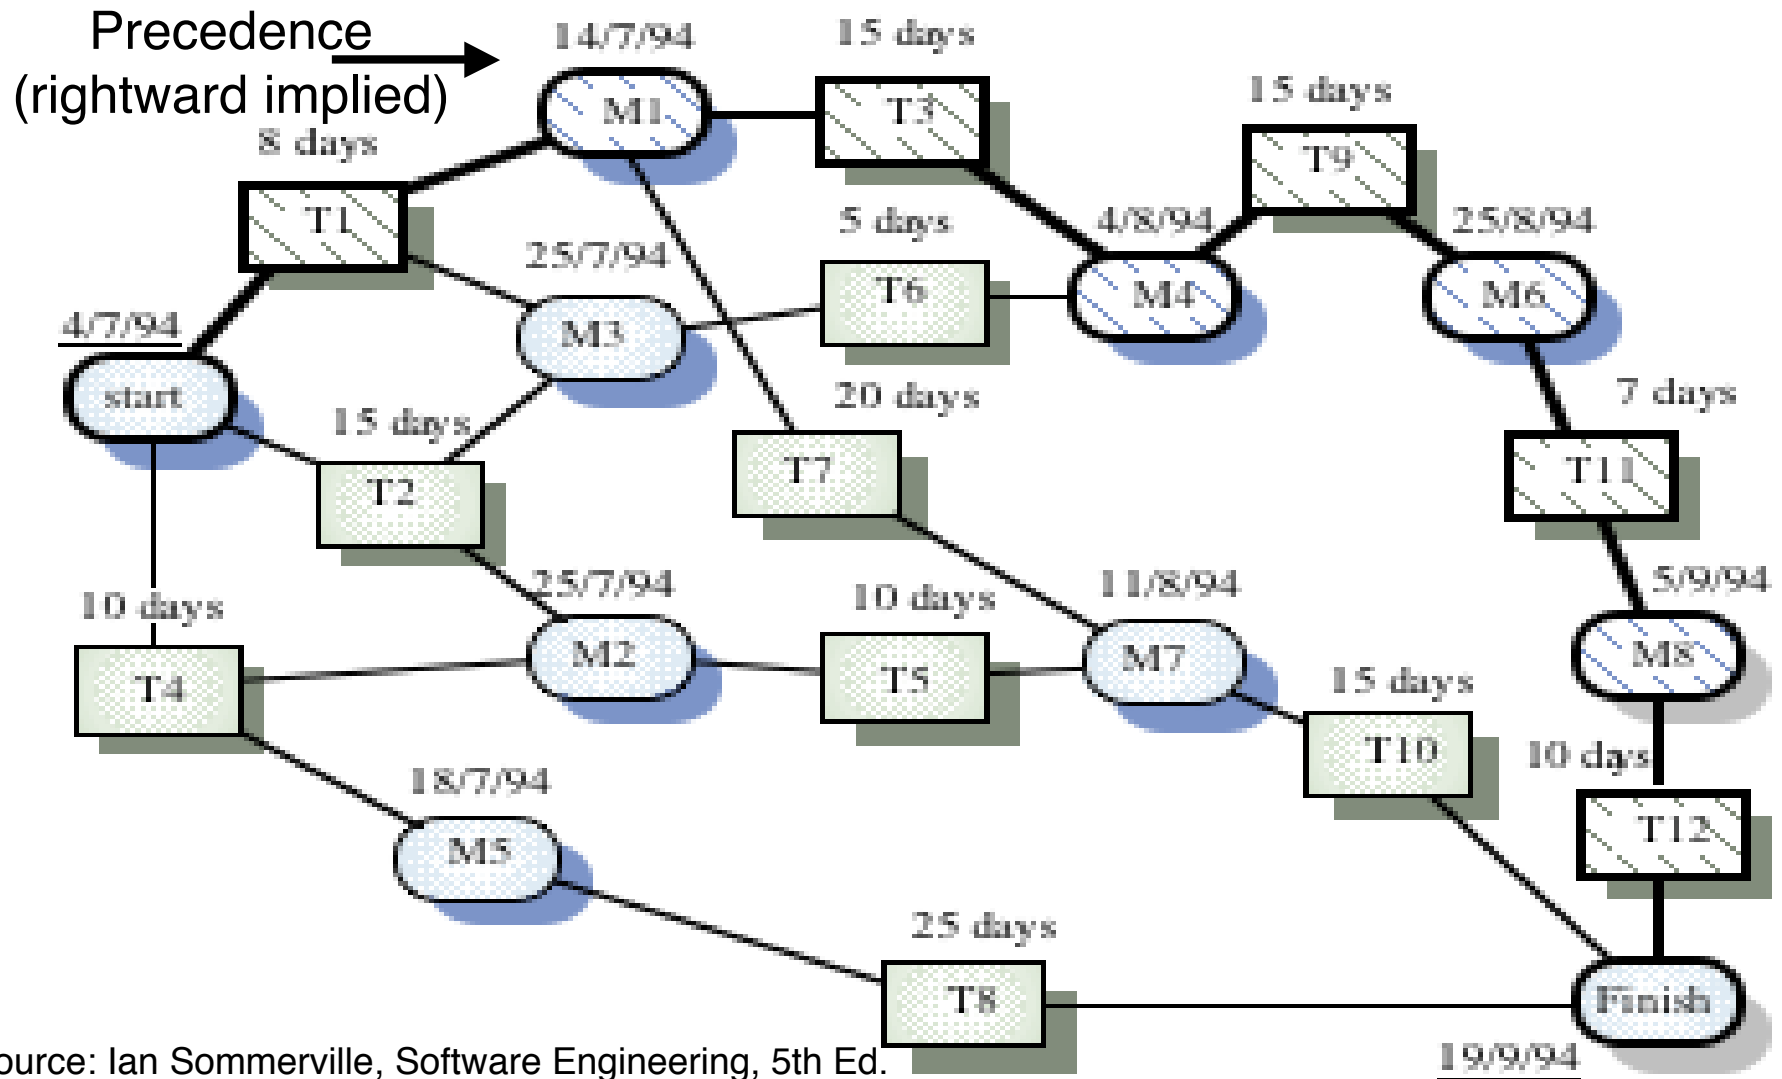 Precedence
(rightward implied)
14/7/94
15 days
M1
T3
15 days
T9
8 days
T1
25/7/94
5 days
4/8/94
25/8/94
T6
M4
M6
4/7/94
M3
start
15 days
20 days
7 days
T2
T7
T11
10 days
25/7/94
10 days
11/8/94
5/9/94
T4
M2
T5
M7
M8
15 days
18/7/94
T10
10 days
M5
T12
25 days
T8
Finish
19/9/94
ource: Ian Sommerville, Software Engineering, 5th Ed.